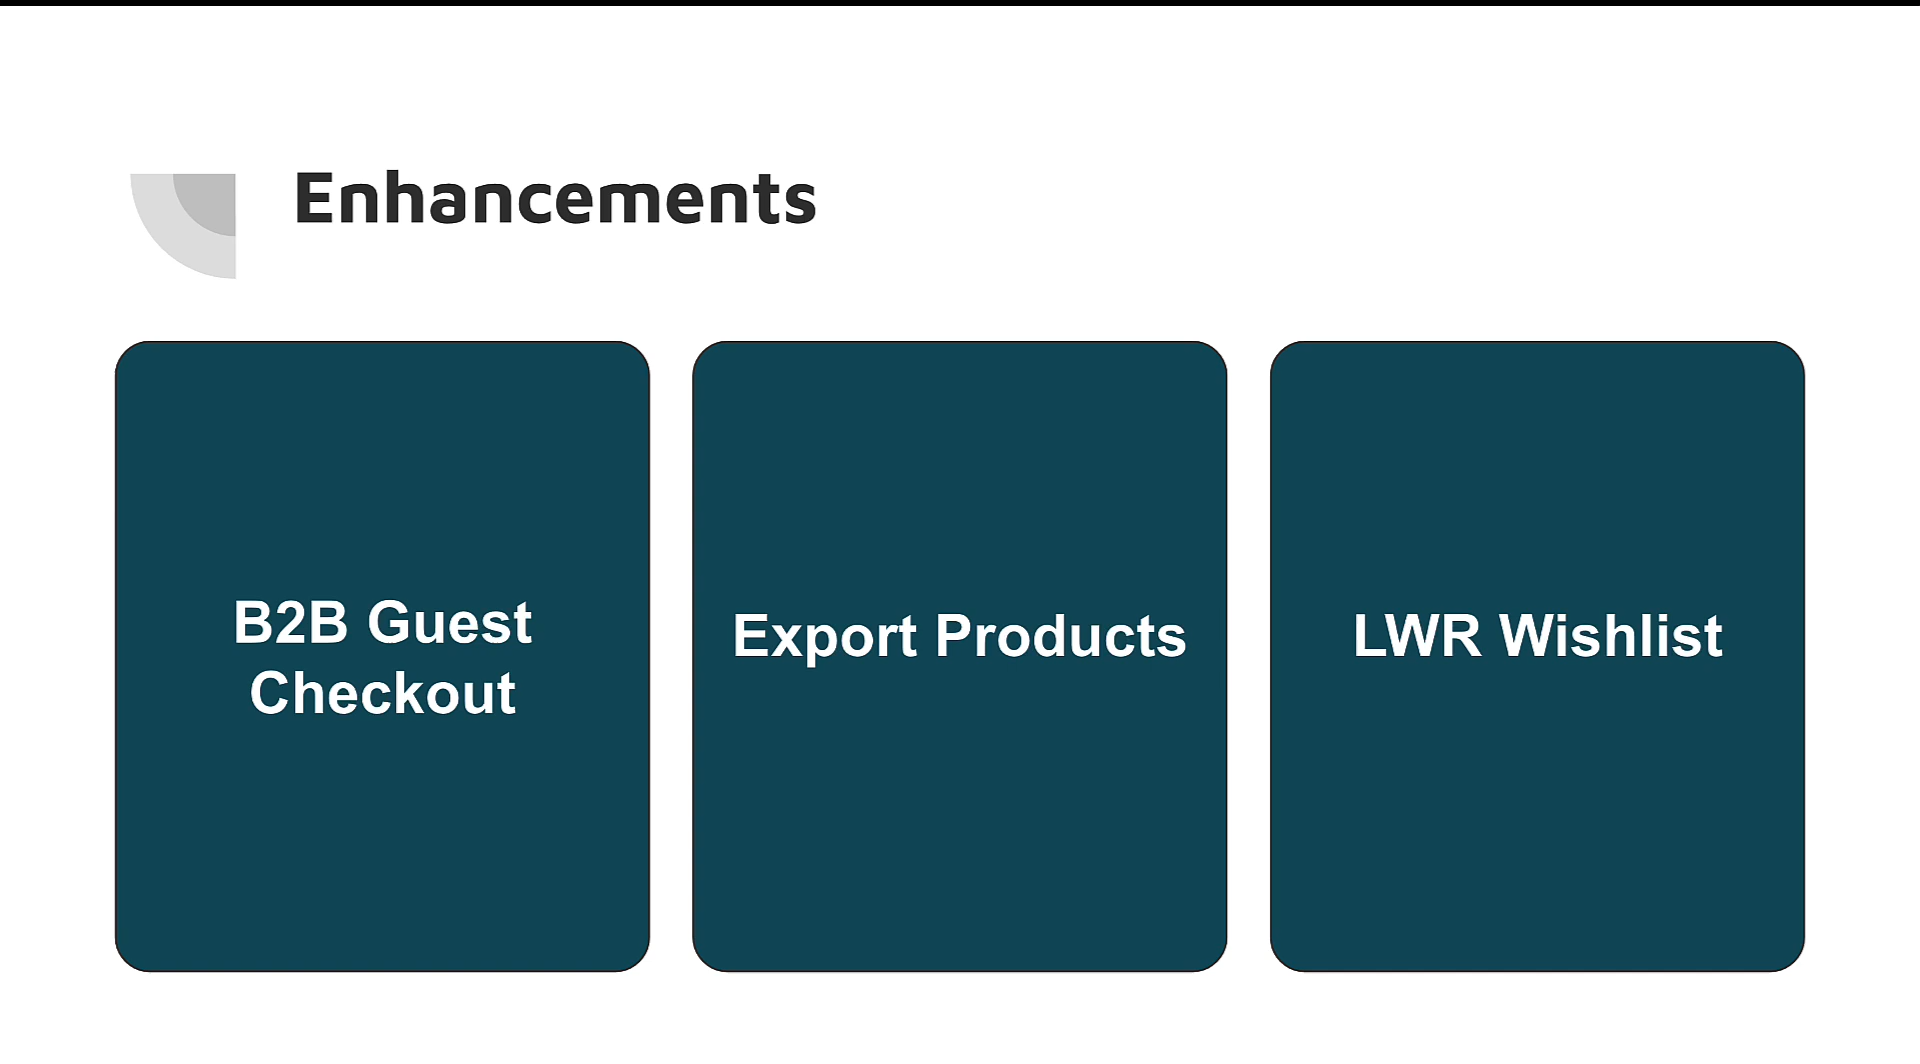 Enhancements
B2B Guest
Checkout
Export Products
LWR Wishlist